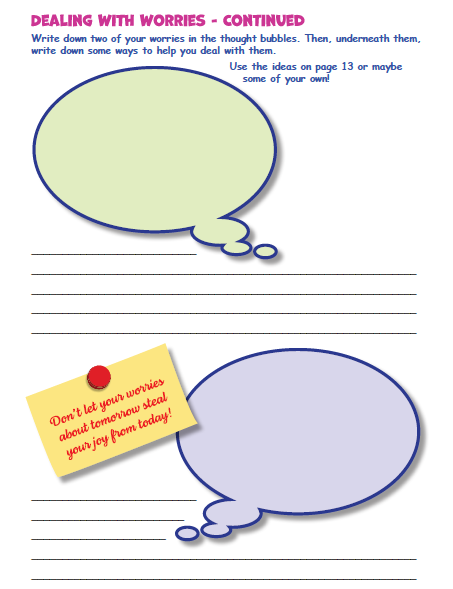 DEALING WITH WORRIES - CONTINUED
Write down two of your worries in the thought bubbles. Then, underneath them,
write down some ways to help you deal with them.
Use the ideas on page 13 or maybe
some of your own!
Don't let your worries
about tomorrow steal
your joy from today!